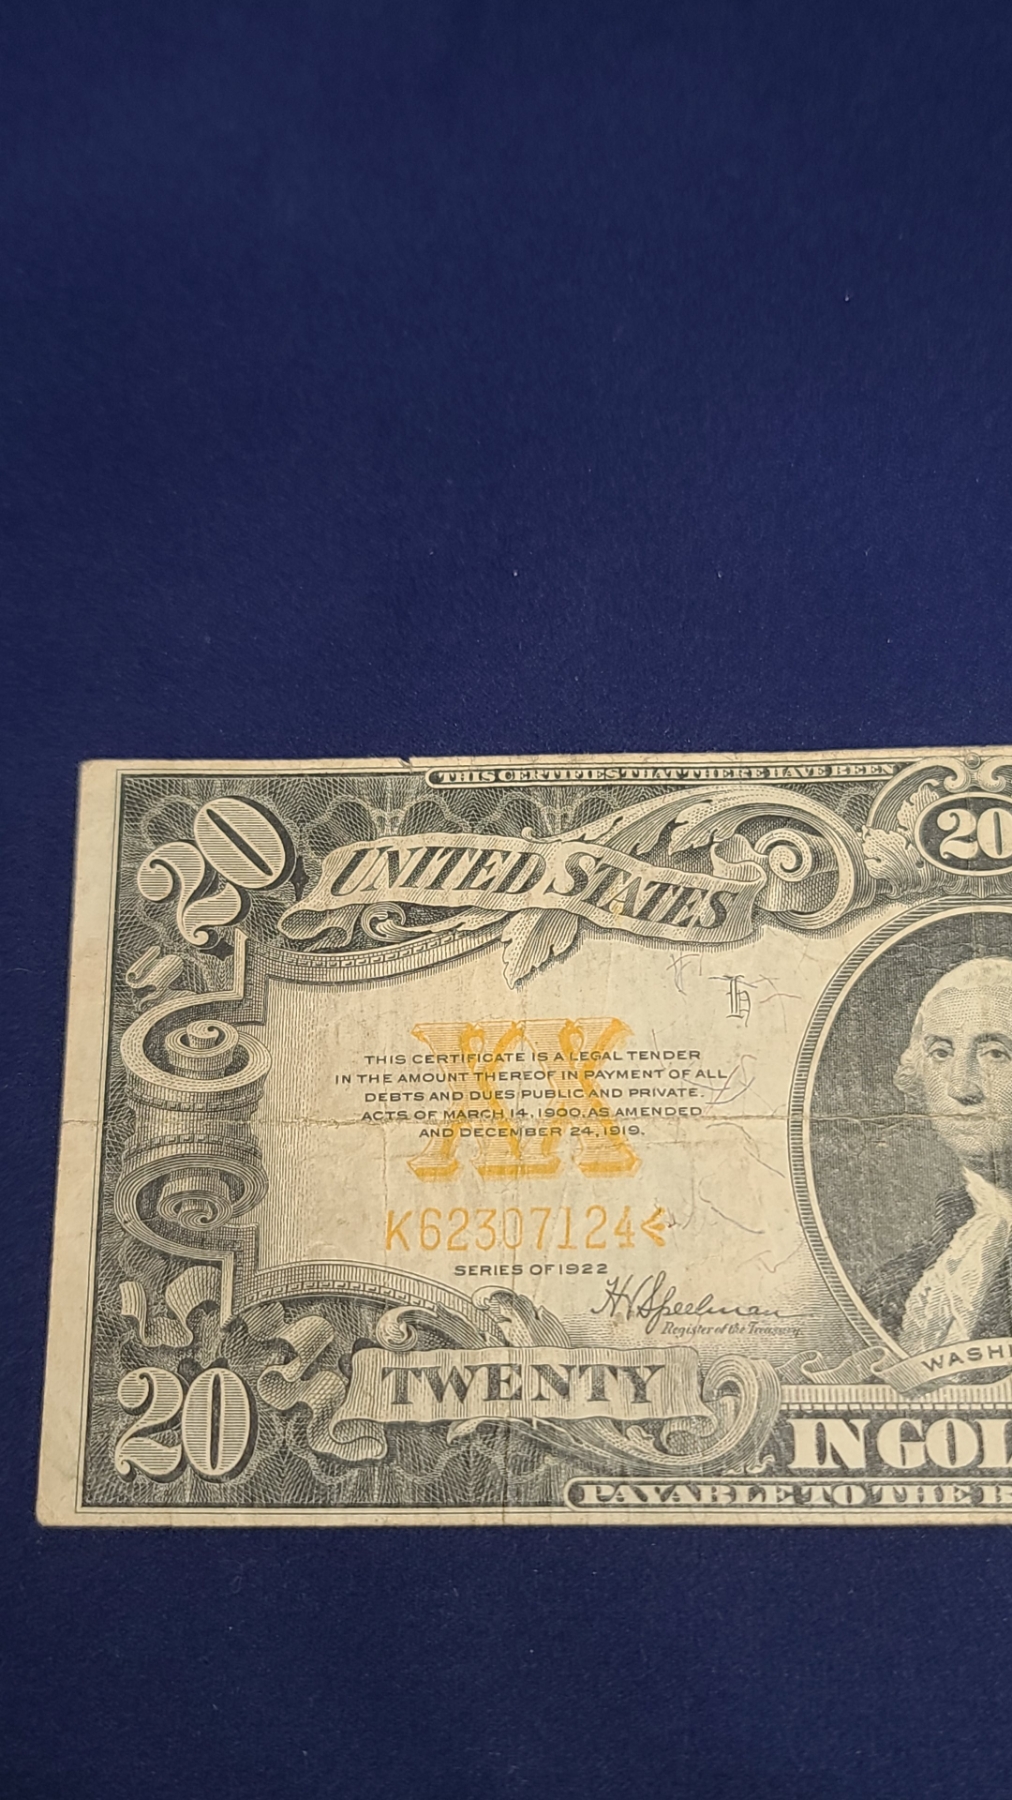 THIS CERTIFIES THAT THERE HAVE BEEN
20
20
UNITED STATES
h
XX
THIS CERTIFICATE IS A LEGAL TENDER
IN THE AMOUNT THEREOF IN PAYMENT OF ALL
DEBTS AND DUES PUBLIC AND PRIVATE.
ACTS OF MARCH 14, 1900, AS AMENDED
AND DECEMBER 24, 1919.
K62307124
SERIES OF 1922
H V Speelman
Register of the Treasury.
WASHI
TWENTY
20
IN GOL
PAYABLE TO THE B